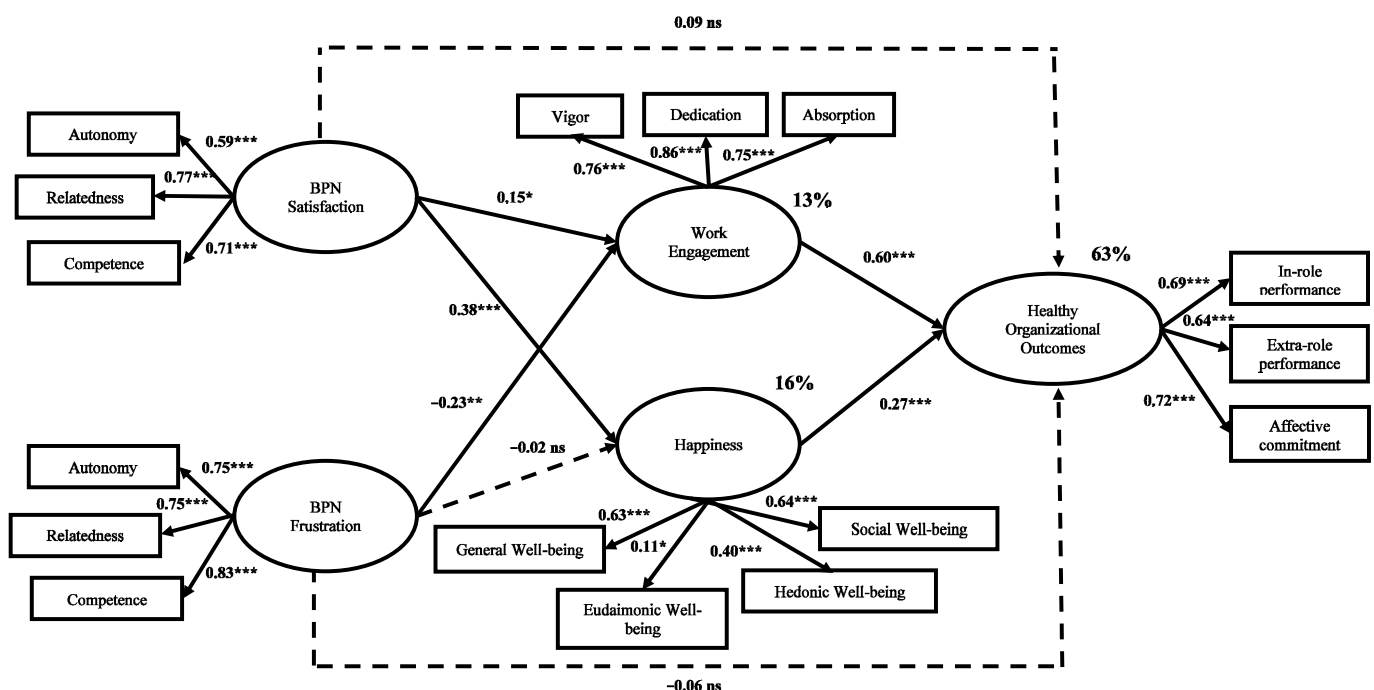 0.09 ns
Autonomy
0.59***
Relatedness
0.77***
Competence
0.71***
BPN
Satisfaction
Vigor
Dedication
Absorption
0.76***
0.86***
0.75***
0,15*
Work
Engagement
13%
0.38***
−0.23**
−0.02 ns
0.60***
0.27***
Happiness
16%
Healthy
Organizational
Outcomes
63%
0.69***
In-role
performance
0.64***
Extra-role
performance
0,72***
Affective
commitment
Autonomy
0.75***
Relatedness
0.75***
Competence
0.83***
BPN
Frustration
General Well-being
0.63***
Eudaimonic Well-
being
0.11*
Hedonic Well-being
0.40***
Social Well-being
0.64***
−0.06 ns